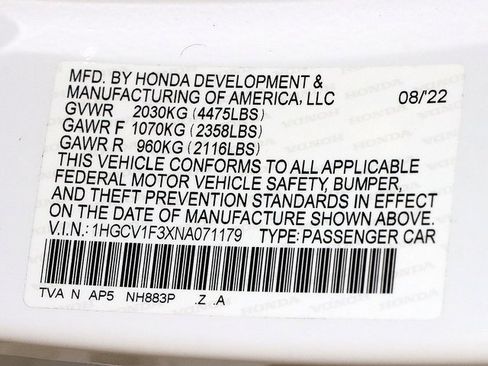 MFD. BY HONDA DEVELOPMENT &
MANUFACTURING OF AMERICA, LLC 08/'22
GVWR 2030KG (4475LBS)
GAWR F 1070KG (2358LBS)
GAWR R 960KG (2116LBS)
THIS VEHICLE CONFORMS TO ALL APPLICABLE
FEDERAL MOTOR VEHICLE SAFETY, BUMPER,
AND THEFT PREVENTION STANDARDS IN EFFECT
ON THE DATE OF MANUFACTURE SHOWN ABOVE.
V.I.N.: 1HGCV1F3XNA071179 TYPE: PASSENGER CAR
TVA N AP5 NH883P .Z .A